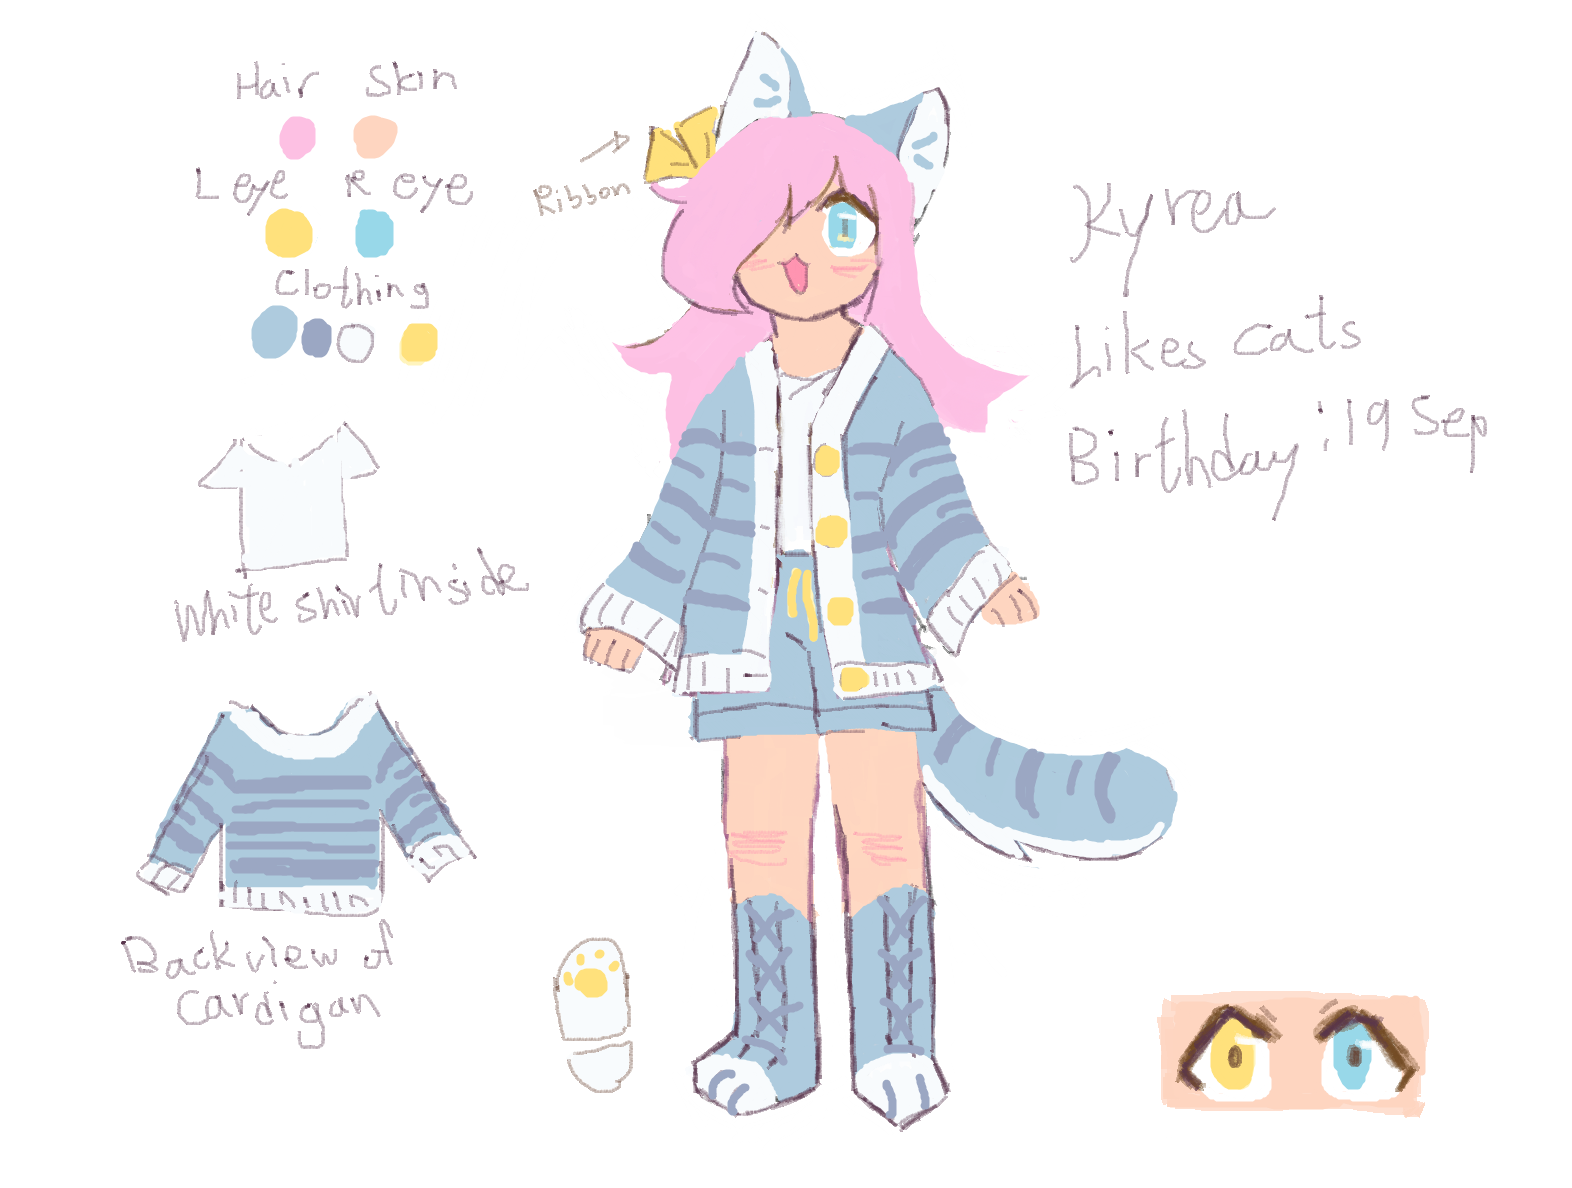 Hair Skin
L eye R eye
Clothing
Ribbon
Kyrea
Likes cats
Birthday : 19 Sep
White shirt inside
Back view of
cardigan